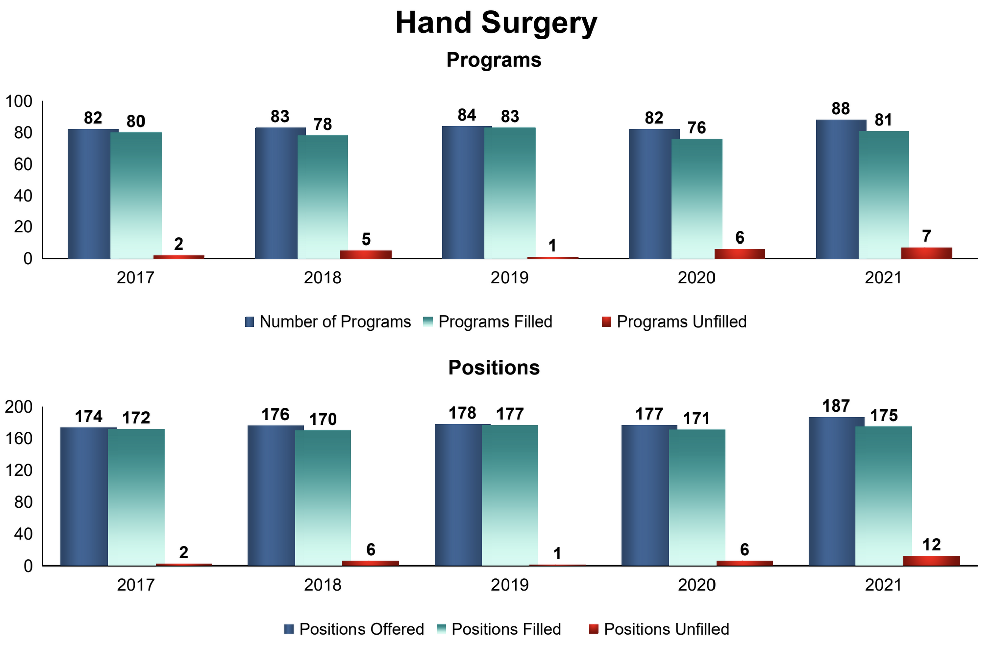 Hand Surgery
Programs
100
80
60
40
20
0
82 80 2
83 78 5
84 83 1
82 76 6
88 81 7
2017 2018 2019 2020 2021
Number of Programs Programs Filled Programs Unfilled
Positions
200
160
120
80
40
0
174 172 2
176 170 6
178 177 1
177 171 6
187 175 12
2017 2018 2019 2020 2021
Positions Offered Positions Filled Positions Unfilled